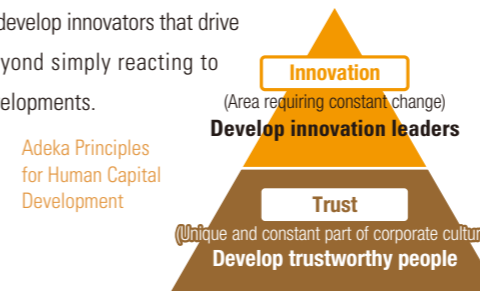 develop innovators that drive
yond simply reacting to
elopments.
Adeka Principles
for Human Capital
Development
Innovation
(Area requiring constant change)
Develop innovation leaders
Trust
(Unique and constant part of corporate cultur
Develop trustworthy people